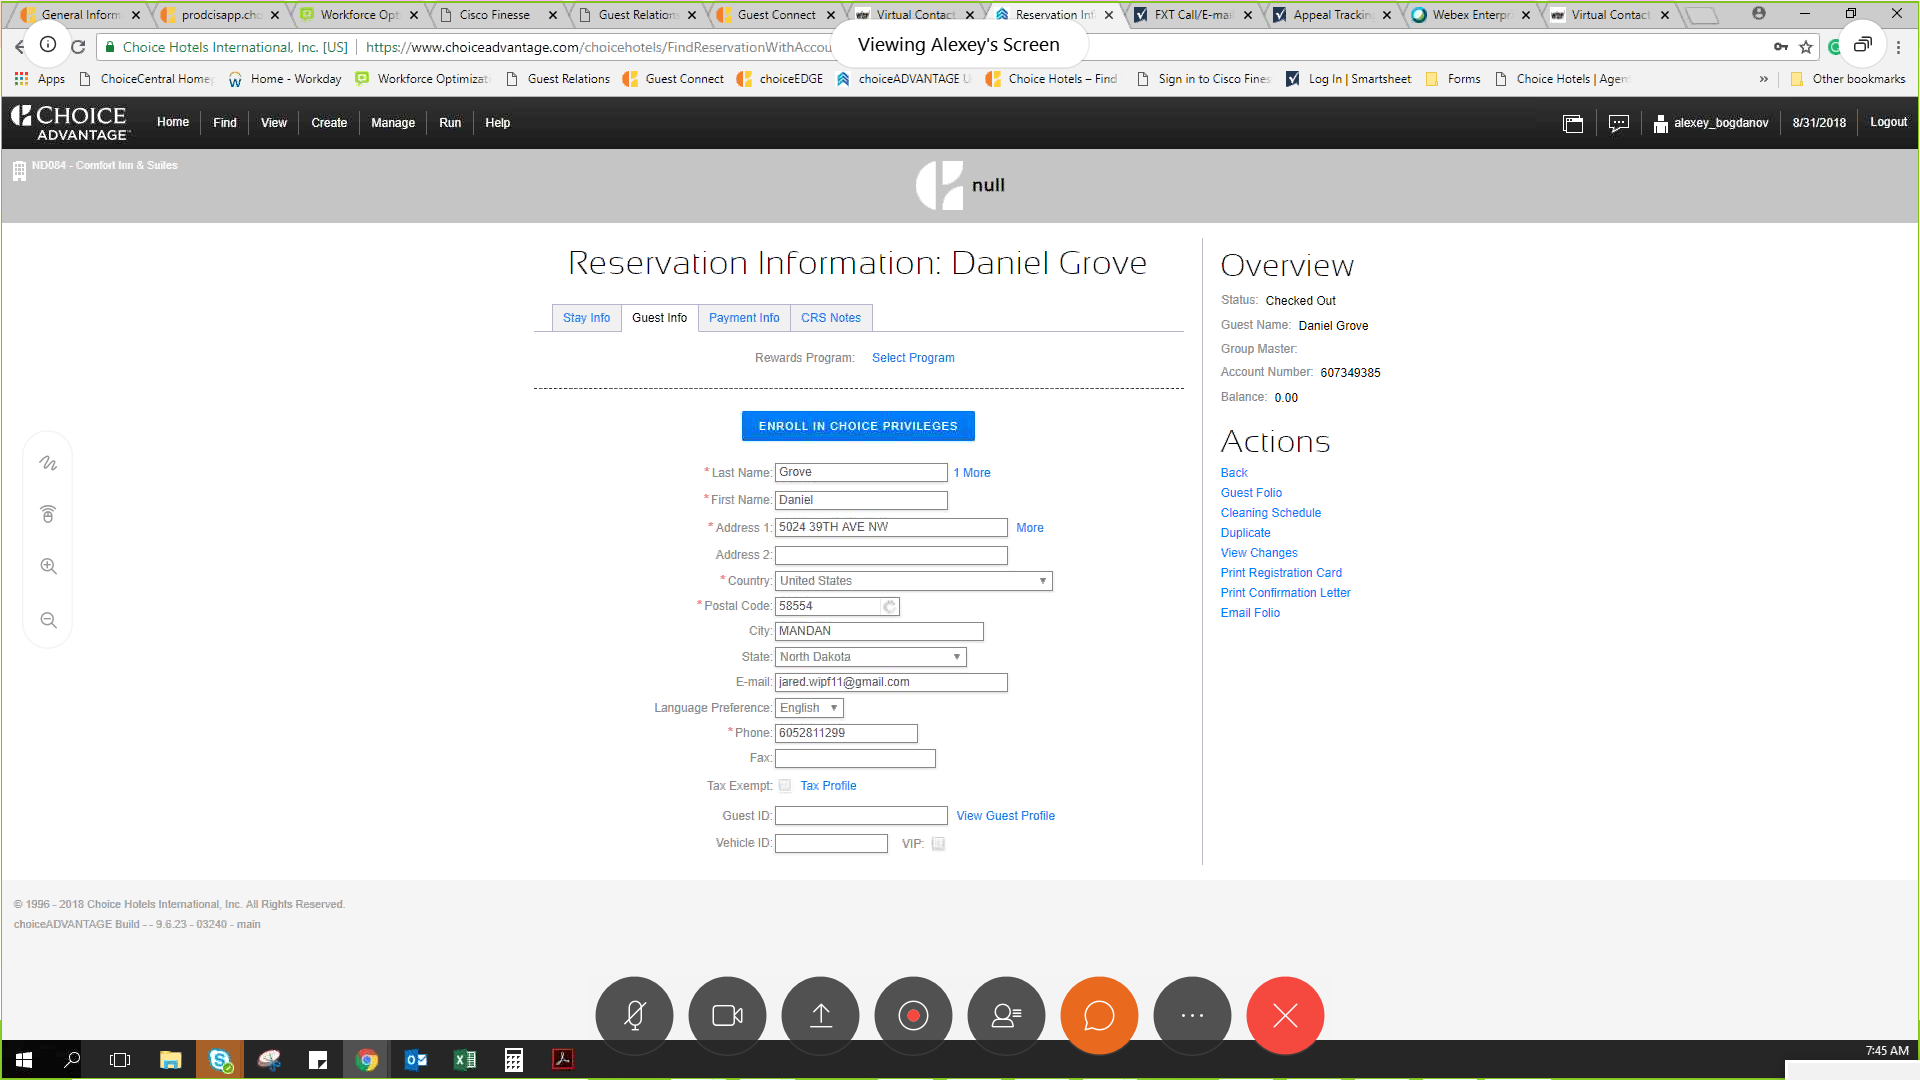 General Inform
prodcisapp.cho
Workforce Opt
Cisco Finesse
Guest Relations
Guest Connect
Virtual Contact
Reservation Inf
FXT Call/E-mail
Appeal Tracking
Webex Enterpr
Virtual Contact
Choice Hotels International, Inc. [US]
https://www.choiceadvantage.com/choicehotels/FindReservationWithAccou
Viewing Alexey's Screen
Apps
ChoiceCentral Home
Home - Workday
Workforce Optimizat
Guest Relations
Guest Connect
choiceEDGE
choiceADVANTAGE U
Choice Hotels – Find
Sign in to Cisco Fines
Log In | Smartsheet
Forms
Choice Hotels | Agen
»
Other bookmarks
CHOICE
ADVANTAGE
Home
Find
View
Create
Manage
Run
Help
alexey_bogdanov
8/31/2018
Logout
ND084 - Comfort Inn & Suites
null
Reservation Information: Daniel Grove
Stay Info
Guest Info
Payment Info
CRS Notes
Rewards Program: Select Program
ENROLL IN CHOICE PRIVILEGES
*Last Name: Grove 1 More
*First Name: Daniel
*Address 1: 5024 39TH AVE NW More
Address 2:
*Country: United States
*Postal Code: 58554
City: MANDAN
State: North Dakota
E-mail: jared.wipf11@gmail.com
Language Preference: English
*Phone: 6052811299
Fax:
Tax Exempt: Tax Profile
Guest ID: View Guest Profile
Vehicle ID: VIP:
Overview
Status: Checked Out
Guest Name: Daniel Grove
Group Master:
Account Number: 607349385
Balance: 0.00
Actions
Back
Guest Folio
Cleaning Schedule
Duplicate
View Changes
Print Registration Card
Print Confirmation Letter
Email Folio
© 1996 - 2018 Choice Hotels International, Inc. All Rights Reserved.
choiceADVANTAGE Build - - 9.6.23 - 03240 - main
7:45 AM